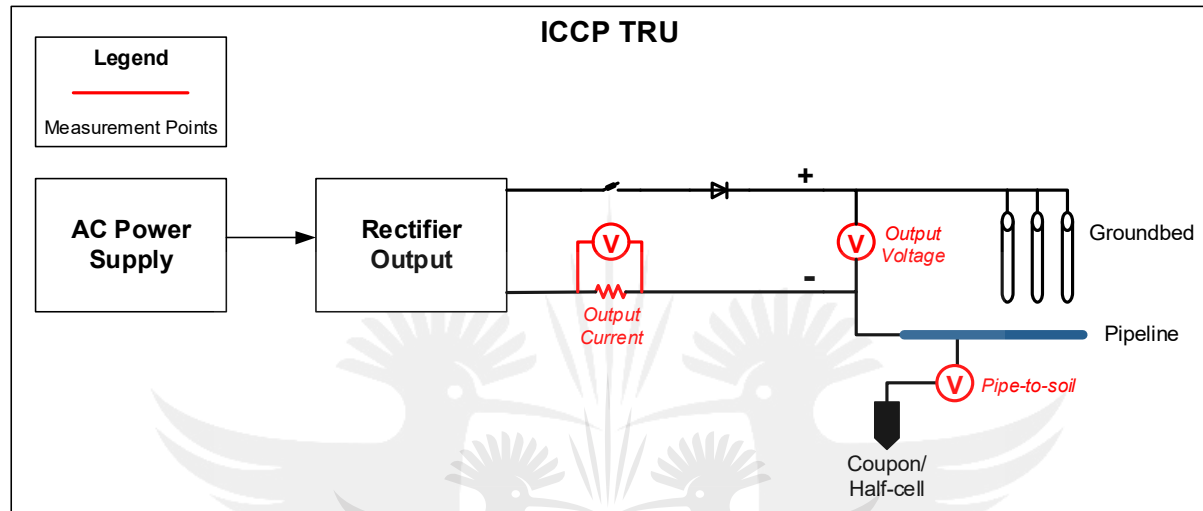 ICCP TRU
Legend
Measurement Points
AC Power
Supply
Rectifier
Output
V
Output
Current
+
-
V
Output
Voltage
Groundbed
Pipeline
V
Pipe-to-soil
Coupon/
Half-cell